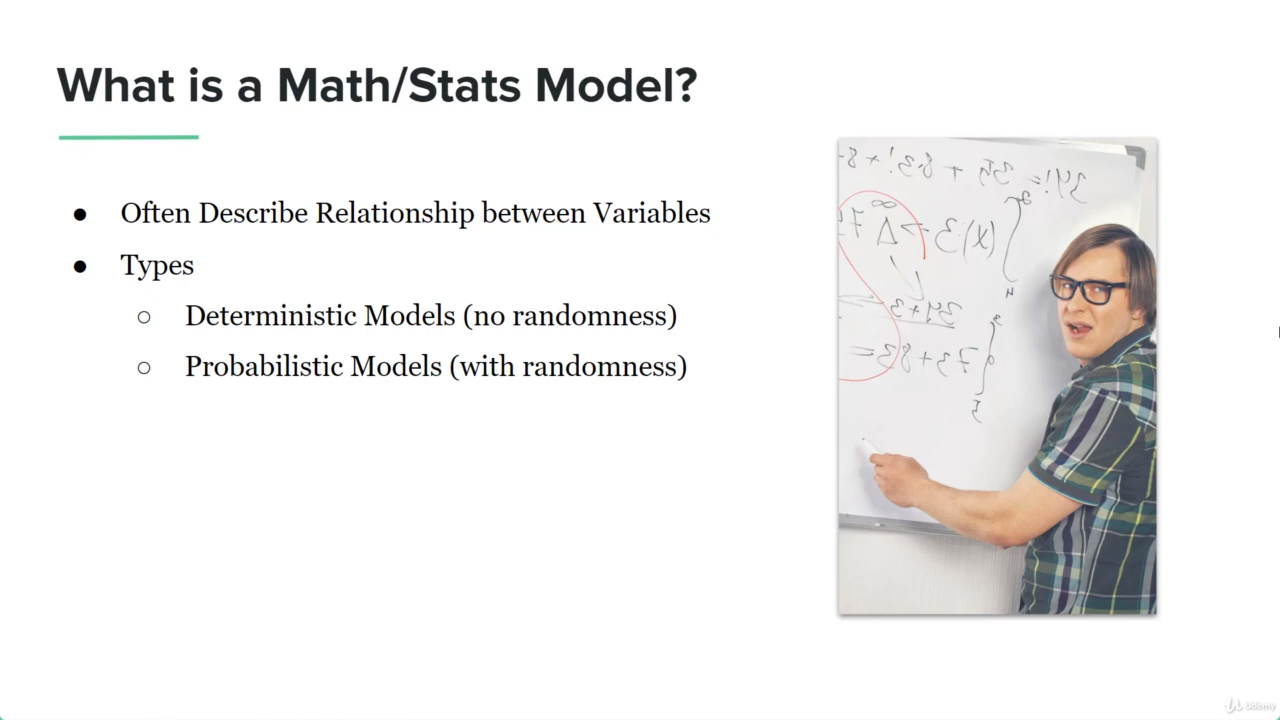 What is a Math/Stats Model?
● Often Describe Relationship between Variables
● Types
○ Deterministic Models (no randomness)
○ Probabilistic Models (with randomness)
Udemy